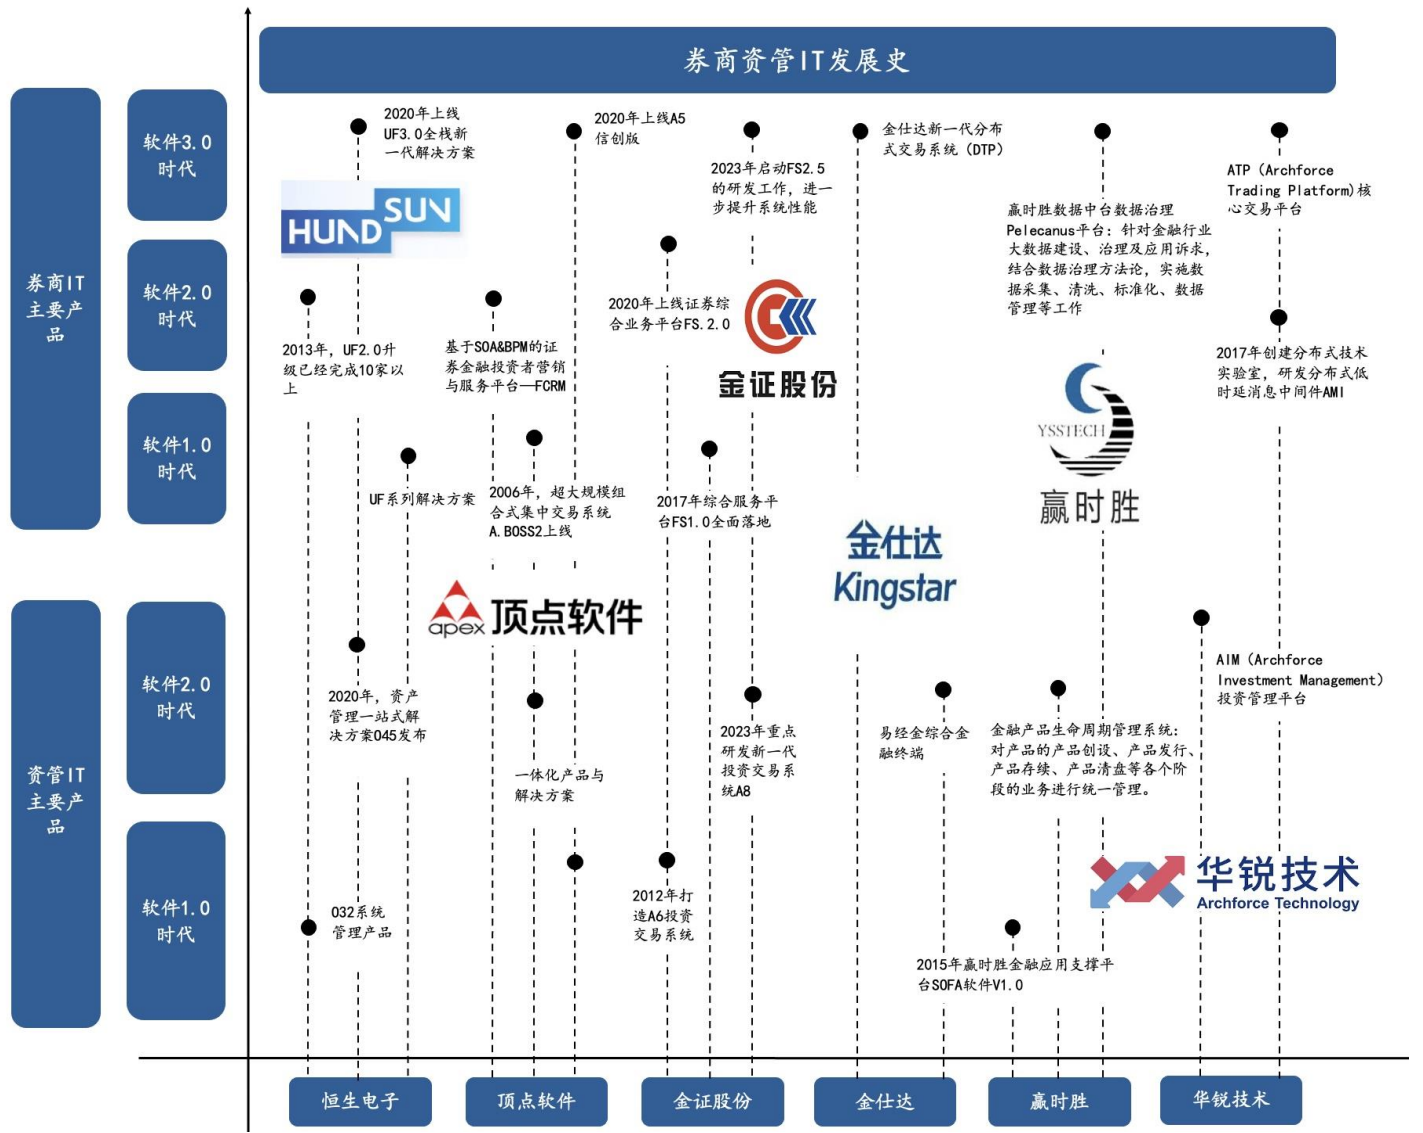 券商资管IT发展史
券商IT
主要产
品
软件3.0
时代
软件2.0
时代
软件1.0
时代
资管IT
主要产
品
软件2.0
时代
软件1.0
时代
2020年上线
UF3.0全栈新
一代解决方案
HUND
SUN
2013年，UF2.0升
级已经完成10家以
上
UF系列解决方案
2020年，资产
管理一站式解
决方案O45发布
O32系统
管理产品
2020年上线A5
信创版
基于SOA&BPM的证
券金融投资者营销
与服务平台—FCRM
2006年，超大规模组
合式集中交易系统
A.BOSS2上线
apex
顶点软件
一体化产品与
解决方案
2023年启动FS2.5
的研发工作，进一
步提升系统性能
2020年上线证券综
合业务平台FS.2.0
金证股份
2017年综合服务平
台FS1.0全面落地
2023年重点
研发新一代
投资交易系
统A8
2012年打
造A6投资
交易系统
金仕达新一代分布
式交易系统（DTP）
金仕达
Kingstar
易经金综合金
融终端
赢时胜数据中台数据治理
Pelecanus平台：针对金融行业
大数据建设、治理及应用诉求，
结合数据治理方法论，实施数
据采集、清洗、标准化、数据
管理等工作
YSSTECH
赢时胜
金融产品生命周期管理系统：
对产品的产品创设、产品发行、
产品存续、产品清盘等各个阶
段的业务进行统一管理。
2015年赢时胜金融应用支撑平
台SOFA软件V1.0
ATP（Archforce
Trading Platform)核
心交易平台
2017年创建分布式技术
实验室，研发分布式低
时延消息中间件AMI
AIM（Archforce
Investment Management）
投资管理平台
华锐技术
Archforce Technology
恒生电子
顶点软件
金证股份
金仕达
赢时胜
华锐技术